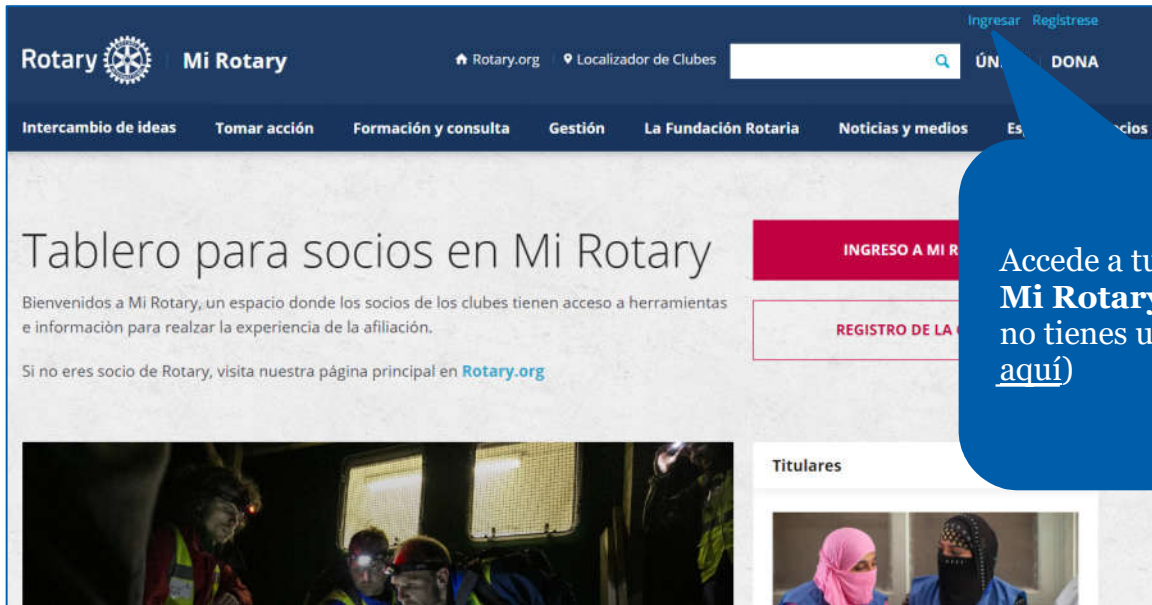 Ingresar Regístrese
Rotary Mi Rotary Rotary.org Localizador de Clubes DONA
Intercambio de ideas Tomar acción Formación y consulta Gestión La Fundación Rotaria Noticias y medios
Tablero para socios en Mi Rotary
Bienvenidos a Mi Rotary, un espacio donde los socios de los clubes tienen acceso a herramientas
e informaciòn para realzar la experiencia de la afiliación.
Si no eres socio de Rotary, visita nuestra página principal en Rotary.org
INGRESO A MI
REGISTRO DE LA
Accede a tu
Mi Rotary
no tienes
aquí)
Titulares